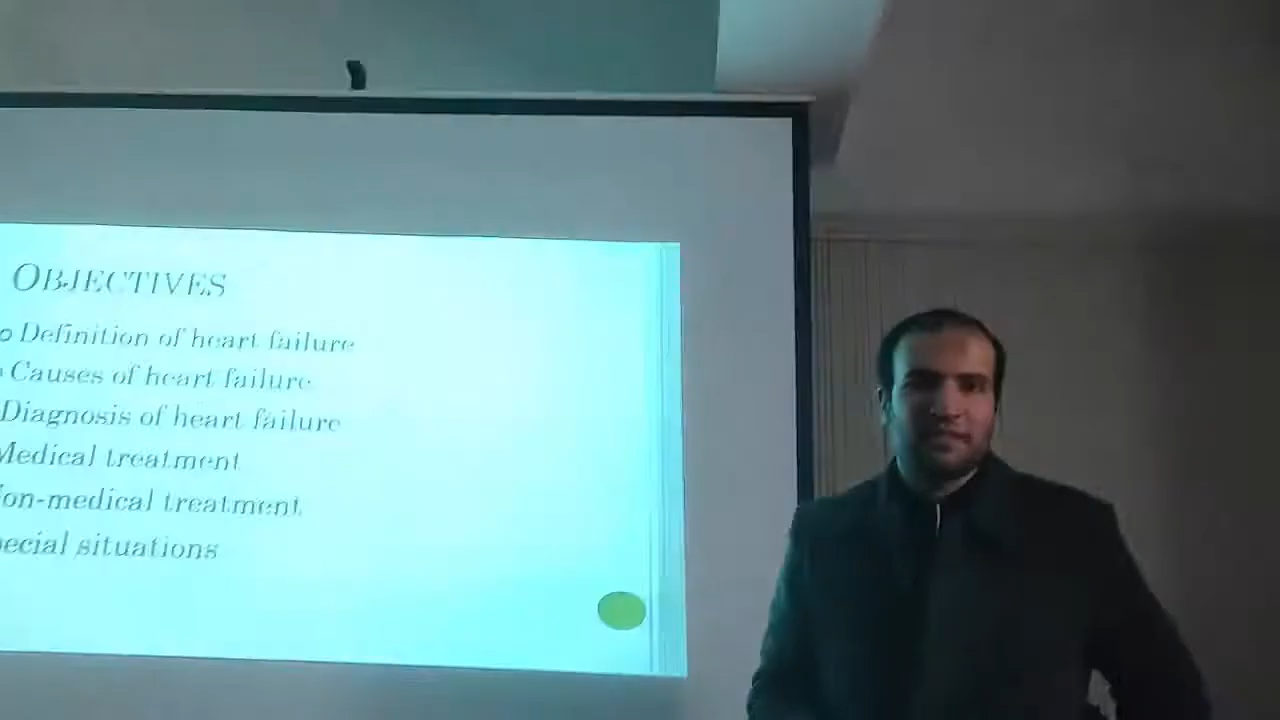 OBJECTIVES
Definition of heart failure
Causes of heart failure
Diagnosis of heart failure
Medical treatment
on-medical treatment
ecial situations